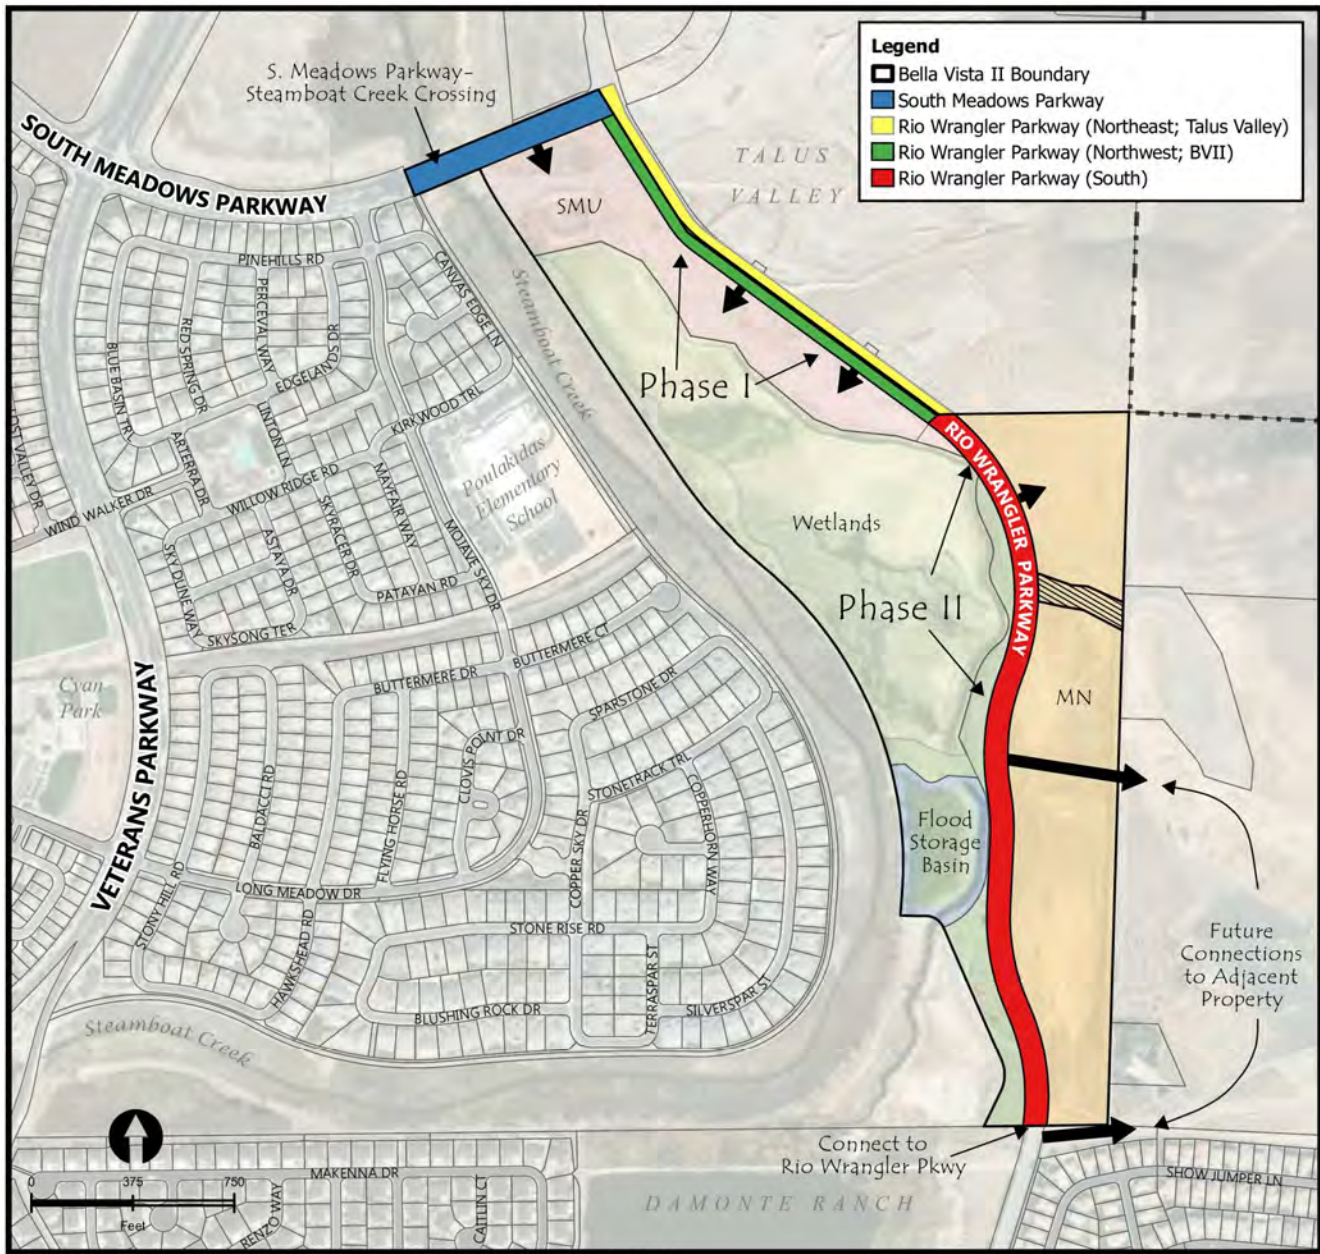 Legend
Bella Vista II Boundary
South Meadows Parkway
Rio Wrangler Parkway (Northeast; Talus Valley)
Rio Wrangler Parkway (Northwest; BVII)
Rio Wrangler Parkway (South)
S. Meadows Parkway-
Steamboat Creek Crossing
SOUTH MEADOWS PARKWAY
TALUS
VALLEY
SMU
PINEHILLS RD
CANVAS EDGE LN
PERCEVAL WAY
RED SPRING DR
EDGELANDS DR
BLUE BASIN TRL
Steamboat Creek
Phase I
LINTON LN
KIRKWOOD TRL
ARTERRA DR
LOST VALLEY DR
WIND WALKER DR
WILLOW RIDGE RD
MAYFAIR WAY
SKYRACER DR
Poulakidas
Elementary
School
RIO WRANGLER PARKWAY
Wetlands
ASTAYA DR
SKY DUNE WAY
MOJAVE SKY DR
PATAYAN RD
SKYSONG TER
Phase II
BUTTERMERE CT
BUTTERMERE DR
SPARSTONE DR
MN
Cyan
Park
VETERANS PARKWAY
CLOVIS POINT DR
STONETRACK TRL
BALDACCI RD
FLYING HORSE RD
COPPER SKY DR
COPPERHORN WAY
Flood
Storage
Basin
LONG MEADOW DR
STONY HILL RD
HAWKSHEAD RD
STONE RISE RD
Future
Connections
to Adjacent
Property
TERRASPAR ST
SILVERSPAR ST
BLUSHING ROCK DR
Steamboat Creek
Connect to
Rio Wrangler Pkwy
MAKENNA DR
SHOW JUMPER LN
0 375 750
Feet
RENZO WAY
CAITLIN CT
DAMONTE RANCH